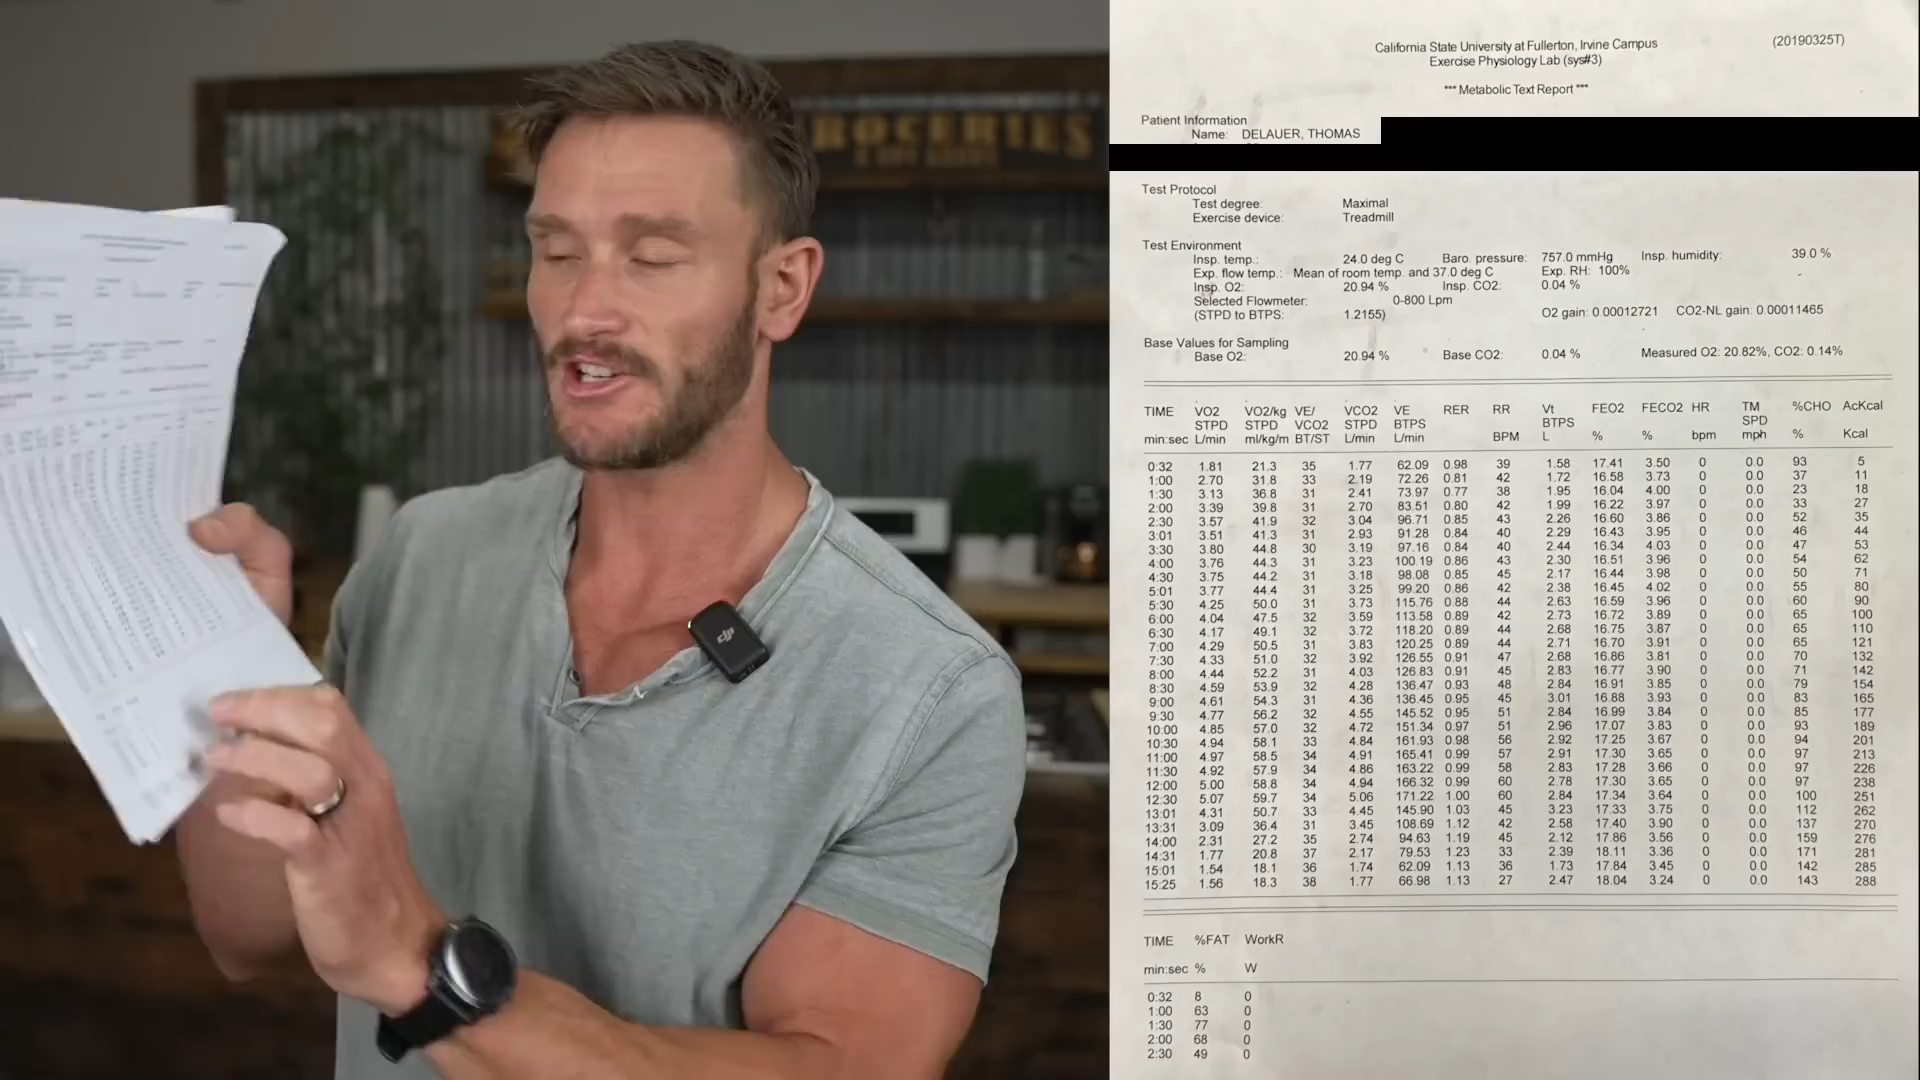 GROCERIES
California State University at Fullerton, Irvine Campus (20190325T)
Exercise Physiology Lab (sys#3)
*** Metabolic Text Report ***
Patient Information
Name: DELAUER, THOMAS
Test Protocol
Test degree: Maximal
Exercise device: Treadmill
Test Environment
Insp. temp.: 24.0 deg C Baro. pressure: 757.0 mmHg Insp. humidity: 39.0 %
Exp. flow temp.: Mean of room temp. and 37.0 deg C Exp. RH: 100%
Insp. O2: 20.94 % Insp. CO2: 0.04 %
Selected Flowmeter: 0-800 Lpm
(STPD to BTPS: 1.2155) O2 gain: 0.00012721 CO2-NL gain: 0.00011465
Base Values for Sampling
Base O2: 20.94 % Base CO2: 0.04 % Measured O2: 20.82%, CO2: 0.14%
TIME VO2 VO2/kg VE/ VCO2 VE RER RR Vt FEO2 FECO2 HR TM %CHO AcKcal
STPD STPD VCO2 STPD BTPS BTPS SPD
min:sec L/min ml/kg/m BT/ST L/min L/min BPM L % % bpm mph % Kcal
0:32 1.81 21.3 35 1.77 62.09 0.98 39 1.58 17.41 3.50 0 0.0 93 5
1:00 2.70 31.8 33 2.19 72.26 0.81 42 1.72 16.58 3.73 0 0.0 37 11
1:30 3.13 36.8 31 2.41 73.97 0.77 38 1.95 16.04 4.00 0 0.0 23 18
2:00 3.39 39.8 31 2.70 83.51 0.80 42 1.99 16.22 3.97 0 0.0 33 27
2:30 3.57 41.9 32 3.04 96.71 0.85 43 2.26 16.60 3.86 0 0.0 52 35
3:01 3.51 41.3 31 2.93 91.28 0.84 40 2.29 16.43 3.95 0 0.0 46 44
3:30 3.80 44.8 30 3.19 97.16 0.84 40 2.44 16.34 4.03 0 0.0 47 53
4:00 3.76 44.3 31 3.23 100.19 0.86 43 2.30 16.51 3.96 0 0.0 54 62
4:30 3.75 44.2 31 3.18 98.08 0.85 45 2.17 16.44 3.98 0 0.0 50 71
5:01 3.77 44.4 31 3.25 99.20 0.86 42 2.38 16.45 4.02 0 0.0 55 80
5:30 4.25 50.0 31 3.73 115.76 0.88 44 2.63 16.59 3.96 0 0.0 60 90
6:00 4.04 47.5 32 3.59 113.58 0.89 42 2.73 16.72 3.89 0 0.0 65 100
6:30 4.17 49.1 32 3.72 118.20 0.89 44 2.68 16.75 3.87 0 0.0 65 110
7:00 4.29 50.5 31 3.83 120.25 0.89 44 2.71 16.70 3.91 0 0.0 65 121
7:30 4.33 51.0 32 3.92 126.55 0.91 47 2.68 16.86 3.81 0 0.0 70 132
8:00 4.44 52.2 31 4.03 126.83 0.91 45 2.83 16.77 3.90 0 0.0 71 142
8:30 4.59 53.9 32 4.28 136.47 0.93 48 2.84 16.91 3.85 0 0.0 79 154
9:00 4.61 54.3 31 4.36 136.45 0.95 45 3.01 16.88 3.93 0 0.0 83 165
9:30 4.77 56.2 32 4.55 145.52 0.95 51 2.84 16.99 3.84 0 0.0 85 177
10:00 4.85 57.0 32 4.72 151.34 0.97 51 2.96 17.07 3.83 0 0.0 93 189
10:30 4.94 58.1 33 4.84 161.93 0.98 56 2.92 17.25 3.67 0 0.0 94 201
11:00 4.97 58.5 34 4.91 165.41 0.99 57 2.91 17.30 3.65 0 0.0 97 213
11:30 4.92 57.9 34 4.86 163.22 0.99 58 2.83 17.28 3.66 0 0.0 97 226
12:00 5.00 58.8 34 4.94 166.32 0.99 60 2.78 17.30 3.65 0 0.0 97 238
12:30 5.07 59.7 34 5.06 171.22 1.00 60 2.84 17.34 3.64 0 0.0 100 251
13:01 4.31 50.7 33 4.45 145.90 1.03 45 3.23 17.33 3.75 0 0.0 112 262
13:31 3.09 36.4 31 3.45 108.69 1.12 42 2.58 17.40 3.90 0 0.0 137 270
14:00 2.31 27.2 35 2.74 94.63 1.19 45 2.12 17.86 3.56 0 0.0 159 276
14:31 1.77 20.8 37 2.17 79.53 1.23 33 2.39 18.11 3.36 0 0.0 171 281
15:01 1.54 18.1 36 1.74 62.09 1.13 36 1.73 17.84 3.45 0 0.0 142 285
15:25 1.56 18.3 38 1.77 66.98 1.13 27 2.47 18.04 3.24 0 0.0 143 288
TIME %FAT WorkR
min:sec % W
0:32 8 0
1:00 63 0
1:30 77 0
2:00 68 0
2:30 49 0
dji